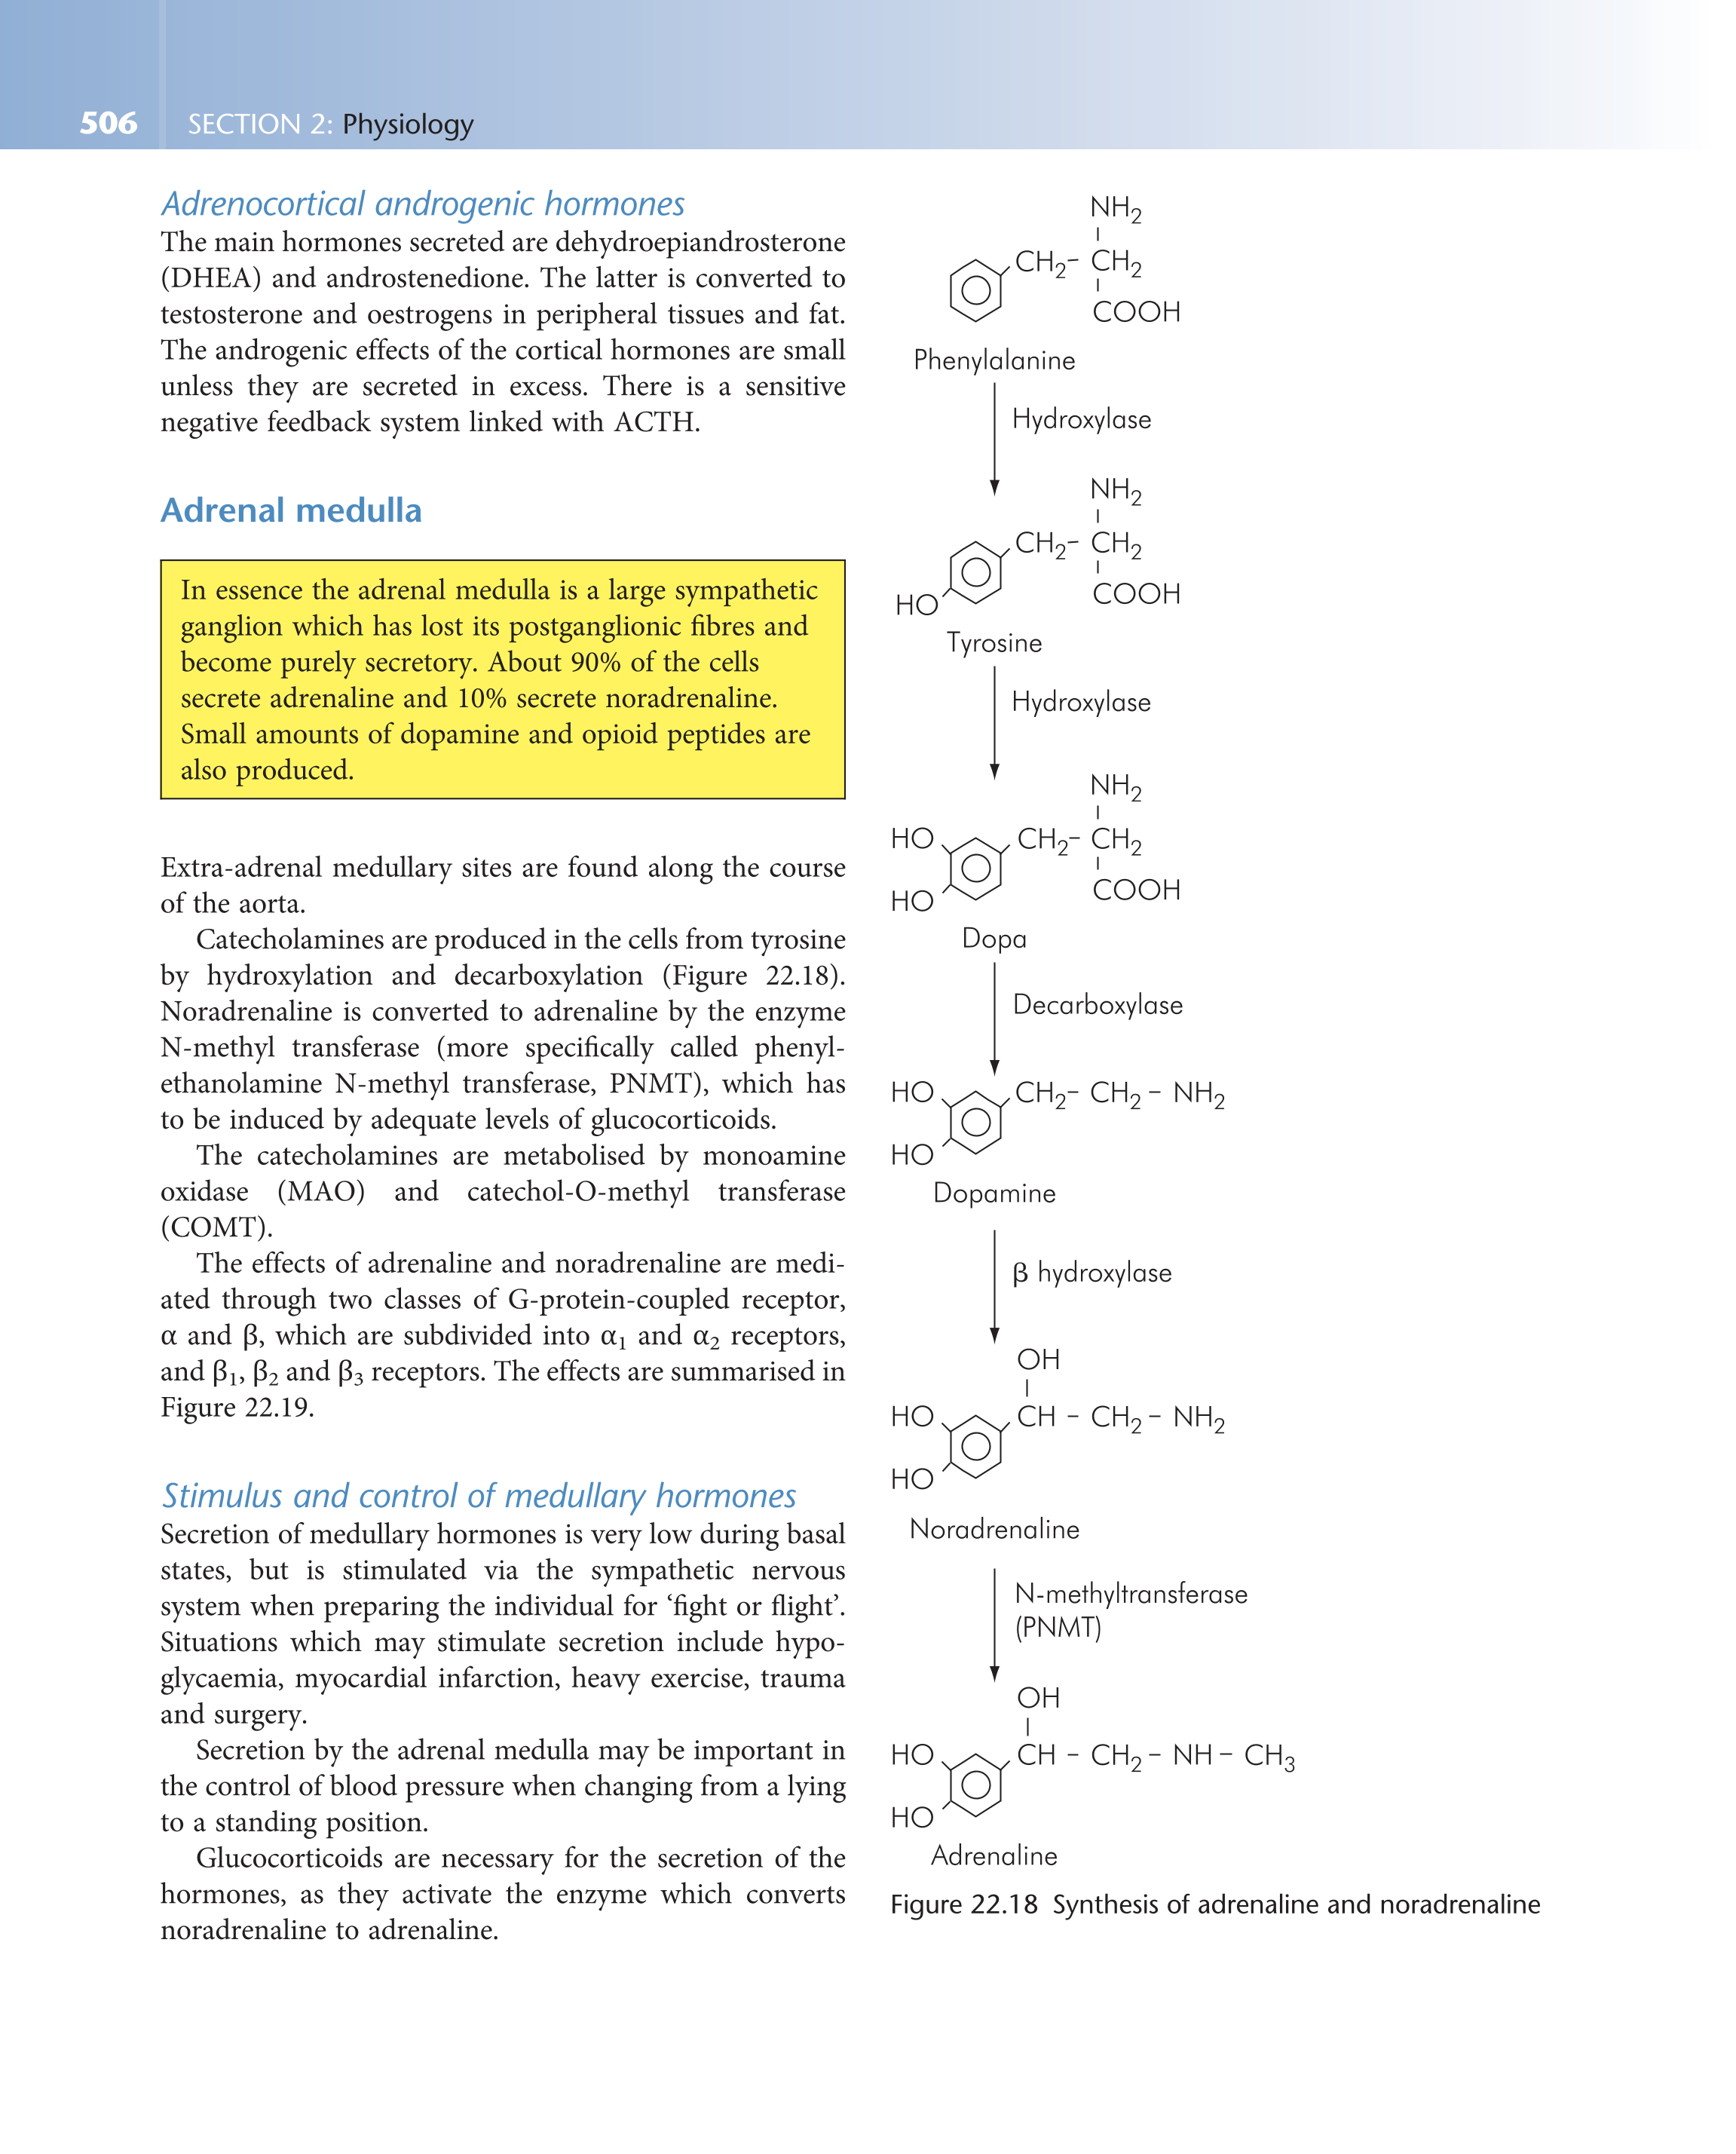 506 SECTION 2: Physiology
Adrenocortical androgenic hormones
The main hormones secreted are dehydroepiandrosterone
(DHEA) and androstenedione. The latter is converted to
testosterone and oestrogens in peripheral tissues and fat.
The androgenic effects of the cortical hormones are small
unless they are secreted in excess. There is a sensitive
negative feedback system linked with ACTH.
Adrenal medulla
In essence the adrenal medulla is a large sympathetic
ganglion which has lost its postganglionic fibres and
become purely secretory. About 90% of the cells
secrete adrenaline and 10% secrete noradrenaline.
Small amounts of dopamine and opioid peptides are
also produced.
Extra-adrenal medullary sites are found along the course
of the aorta.
Catecholamines are produced in the cells from tyrosine
by hydroxylation and decarboxylation (Figure 22.18).
Noradrenaline is converted to adrenaline by the enzyme
N-methyl transferase (more specifically called phenyl-
ethanolamine N-methyl transferase, PNMT), which has
to be induced by adequate levels of glucocorticoids.
The catecholamines are metabolised by monoamine
oxidase (MAO) and catechol-O-methyl transferase
(COMT).
The effects of adrenaline and noradrenaline are medi-
ated through two classes of G-protein-coupled receptor,
α and β, which are subdivided into α₁ and α₂ receptors,
and β₁, β₂ and β₃ receptors. The effects are summarised in
Figure 22.19.
Stimulus and control of medullary hormones
Secretion of medullary hormones is very low during basal
states, but is stimulated via the sympathetic nervous
system when preparing the individual for ‘fight or flight’.
Situations which may stimulate secretion include hypo-
glycaemia, myocardial infarction, heavy exercise, trauma
and surgery.
Secretion by the adrenal medulla may be important in
the control of blood pressure when changing from a lying
to a standing position.
Glucocorticoids are necessary for the secretion of the
hormones, as they activate the enzyme which converts
noradrenaline to adrenaline.
NH₂
CH₂– CH₂
COOH
Phenylalanine
Hydroxylase
NH₂
CH₂– CH₂
COOH
HO
Tyrosine
Hydroxylase
NH₂
HO CH₂– CH₂
COOH
HO
Dopa
Decarboxylase
HO CH₂– CH₂ – NH₂
HO
Dopamine
β hydroxylase
OH
HO CH – CH₂ – NH₂
HO
Noradrenaline
N-methyltransferase
(PNMT)
OH
HO CH – CH₂ – NH – CH₃
HO
Adrenaline
Figure 22.18 Synthesis of adrenaline and noradrenaline